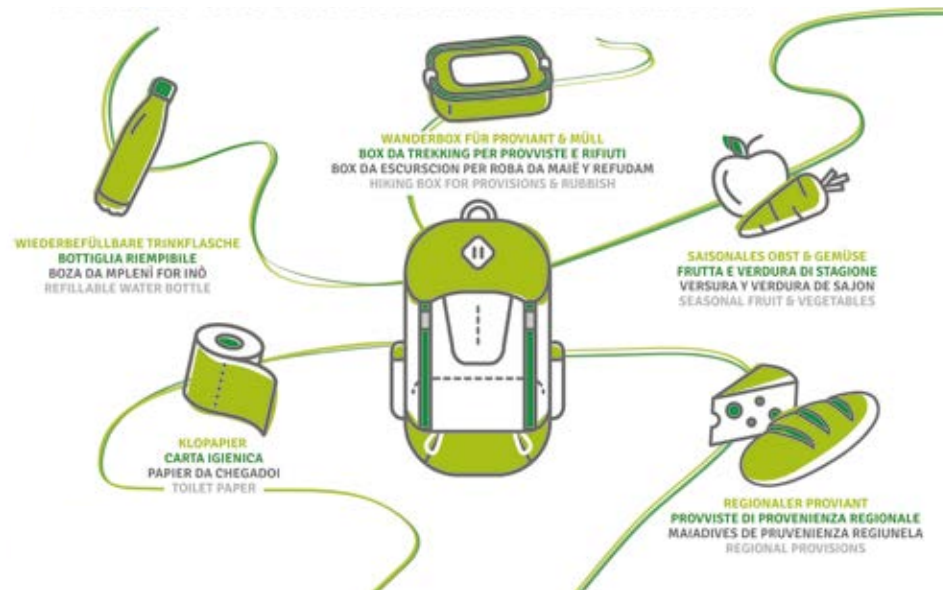 WANDERBOX FÜR PROVIANT & MÜLL
BOX DA TREKKING PER PROVVISTE E RIFIUTI
BOX DA ESCURSCION PER ROBA DA MAIË Y REFUDAM
HIKING BOX FOR PROVISIONS & RUBBISH
WIEDERBEFÜLLBARE TRINKFLASCHE
BOTTIGLIA RIEMPIBILE
BOZA DA MPLENÌ FOR INÒ
REFILLABLE WATER BOTTLE
SAISONALES OBST & GEMÜSE
FRUTTA E VERDURA DI STAGIONE
VERSURA Y VERDURA DE SAJON
SEASONAL FRUIT & VEGETABLES
KLOPAPIER
CARTA IGIENICA
PAPIER DA CHEGADOI
TOILET PAPER
REGIONALER PROVIANT
PROVVISTE DI PROVENIENZA REGIONALE
MAIADIVES DE PRUVENIENZA REGIUNELA
REGIONAL PROVISIONS